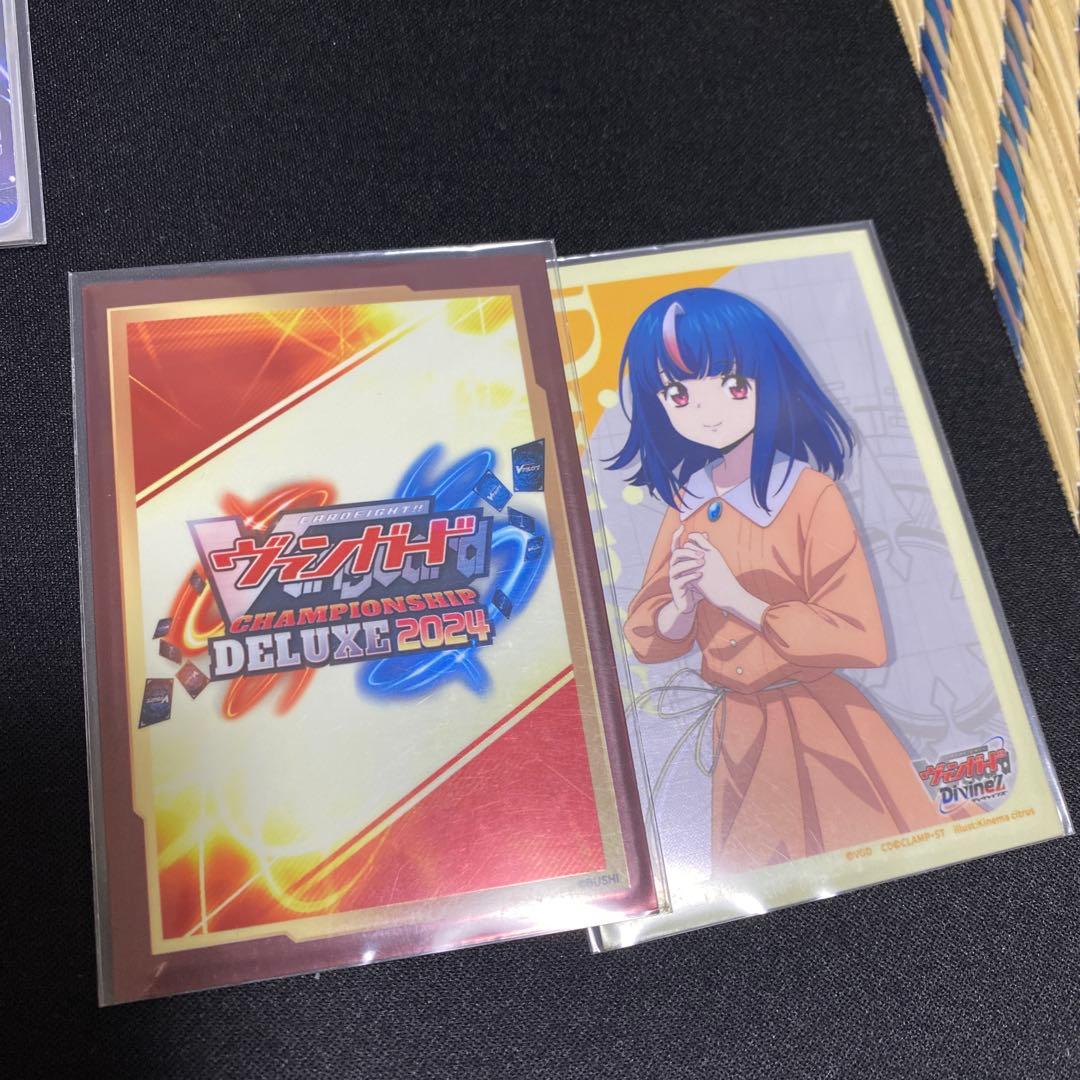 CARDFIGHT!!
ヴァンガード
Vanguard
CHAMPIONSHIP
DELUXE 2024
©BUSHI
ヴァンガード
DivineZ
©VGD CD©CLAMP・ST illust:Kinema citrus